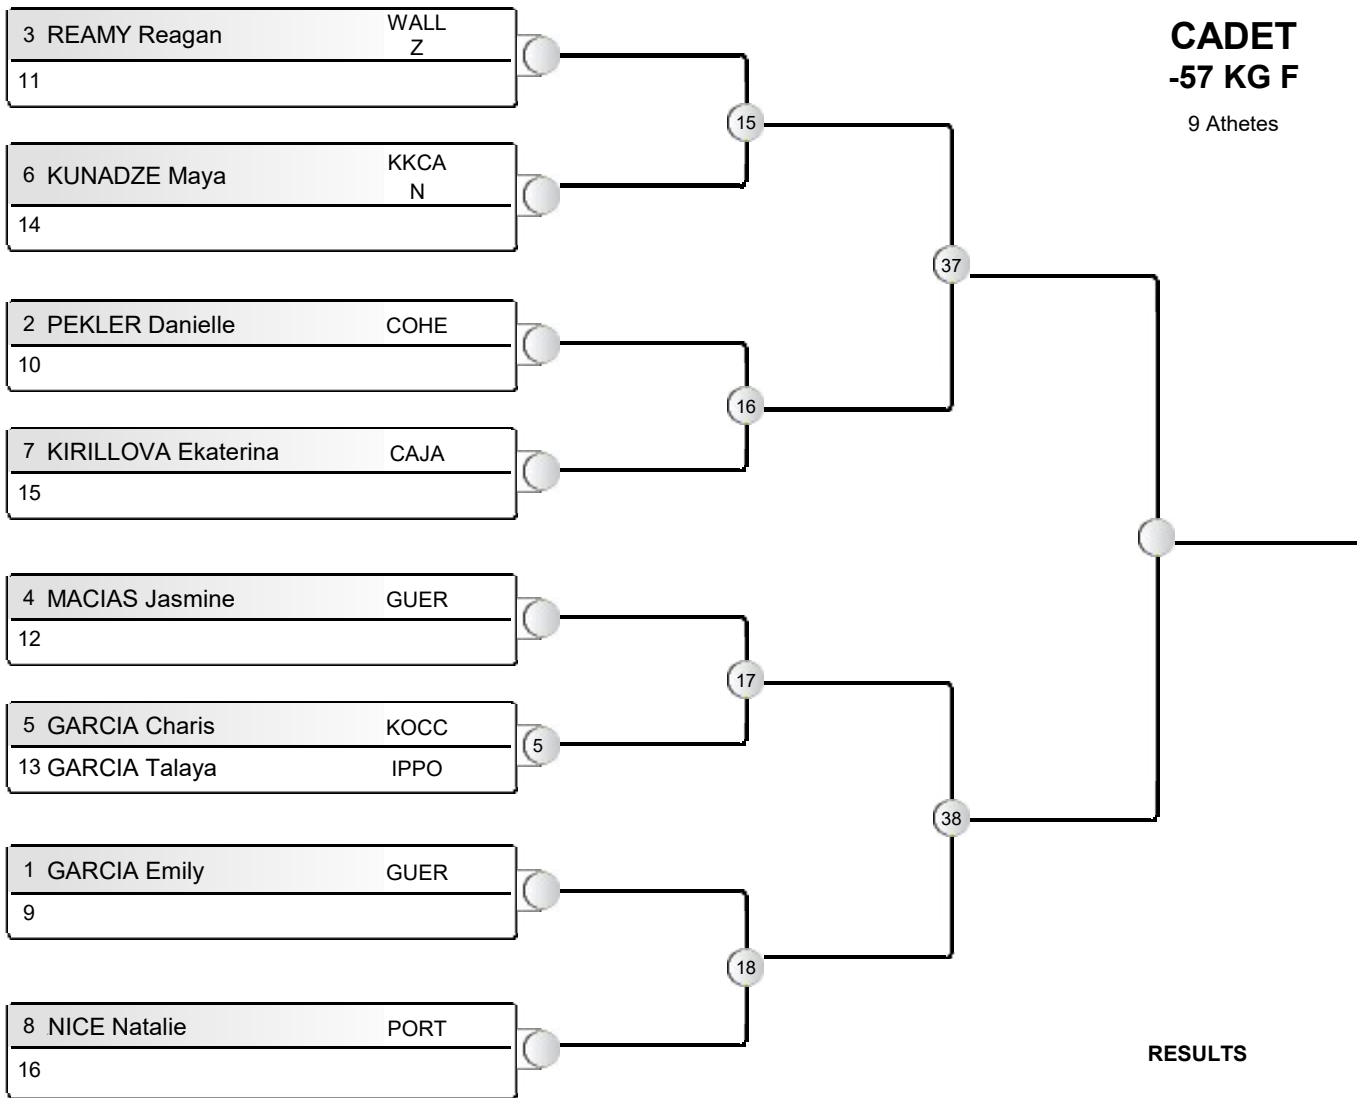 CADET
-57 KG F
9 Athetes
3 REAMY Reagan WALL
Z
11
15
6 KUNADZE Maya KKCA
N
14
37
2 PEKLER Danielle COHE
10
16
7 KIRILLOVA Ekaterina CAJA
15
4 MACIAS Jasmine GUER
12
17
5 GARCIA Charis KOCC
5
13 GARCIA Talaya IPPO
38
1 GARCIA Emily GUER
9
18
8 NICE Natalie PORT
16
RESULTS